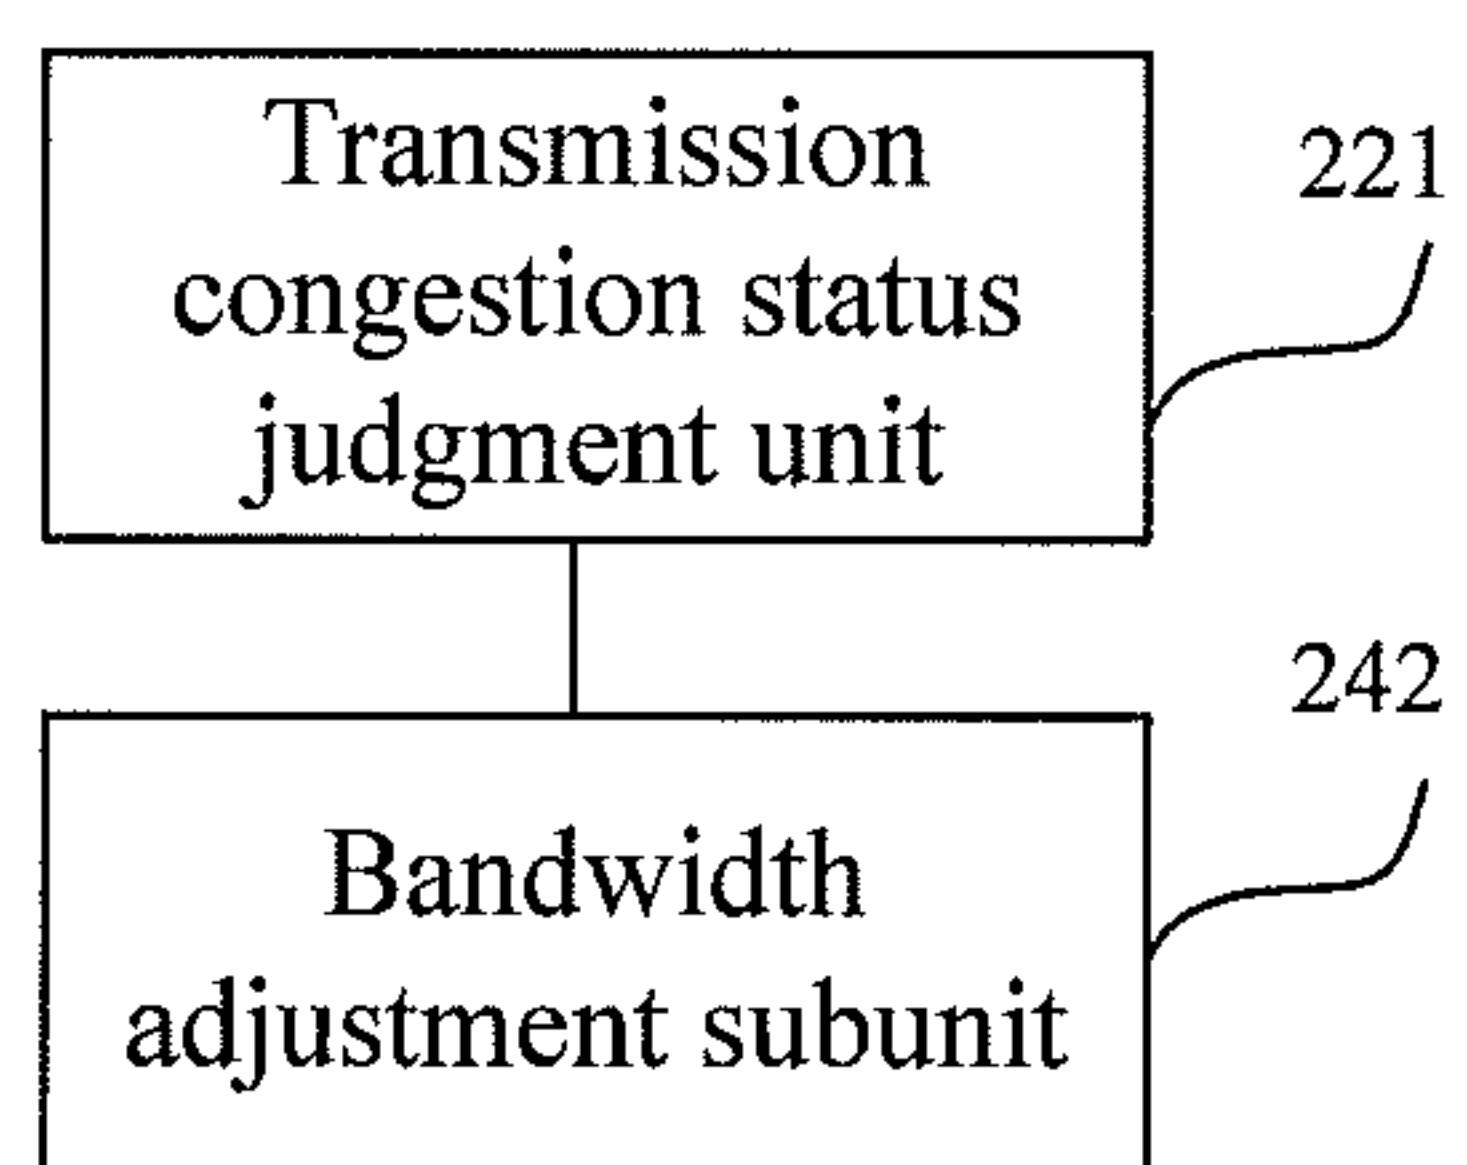 Transmission
congestion status
judgment unit
221
242
Bandwidth
adjustment subunit